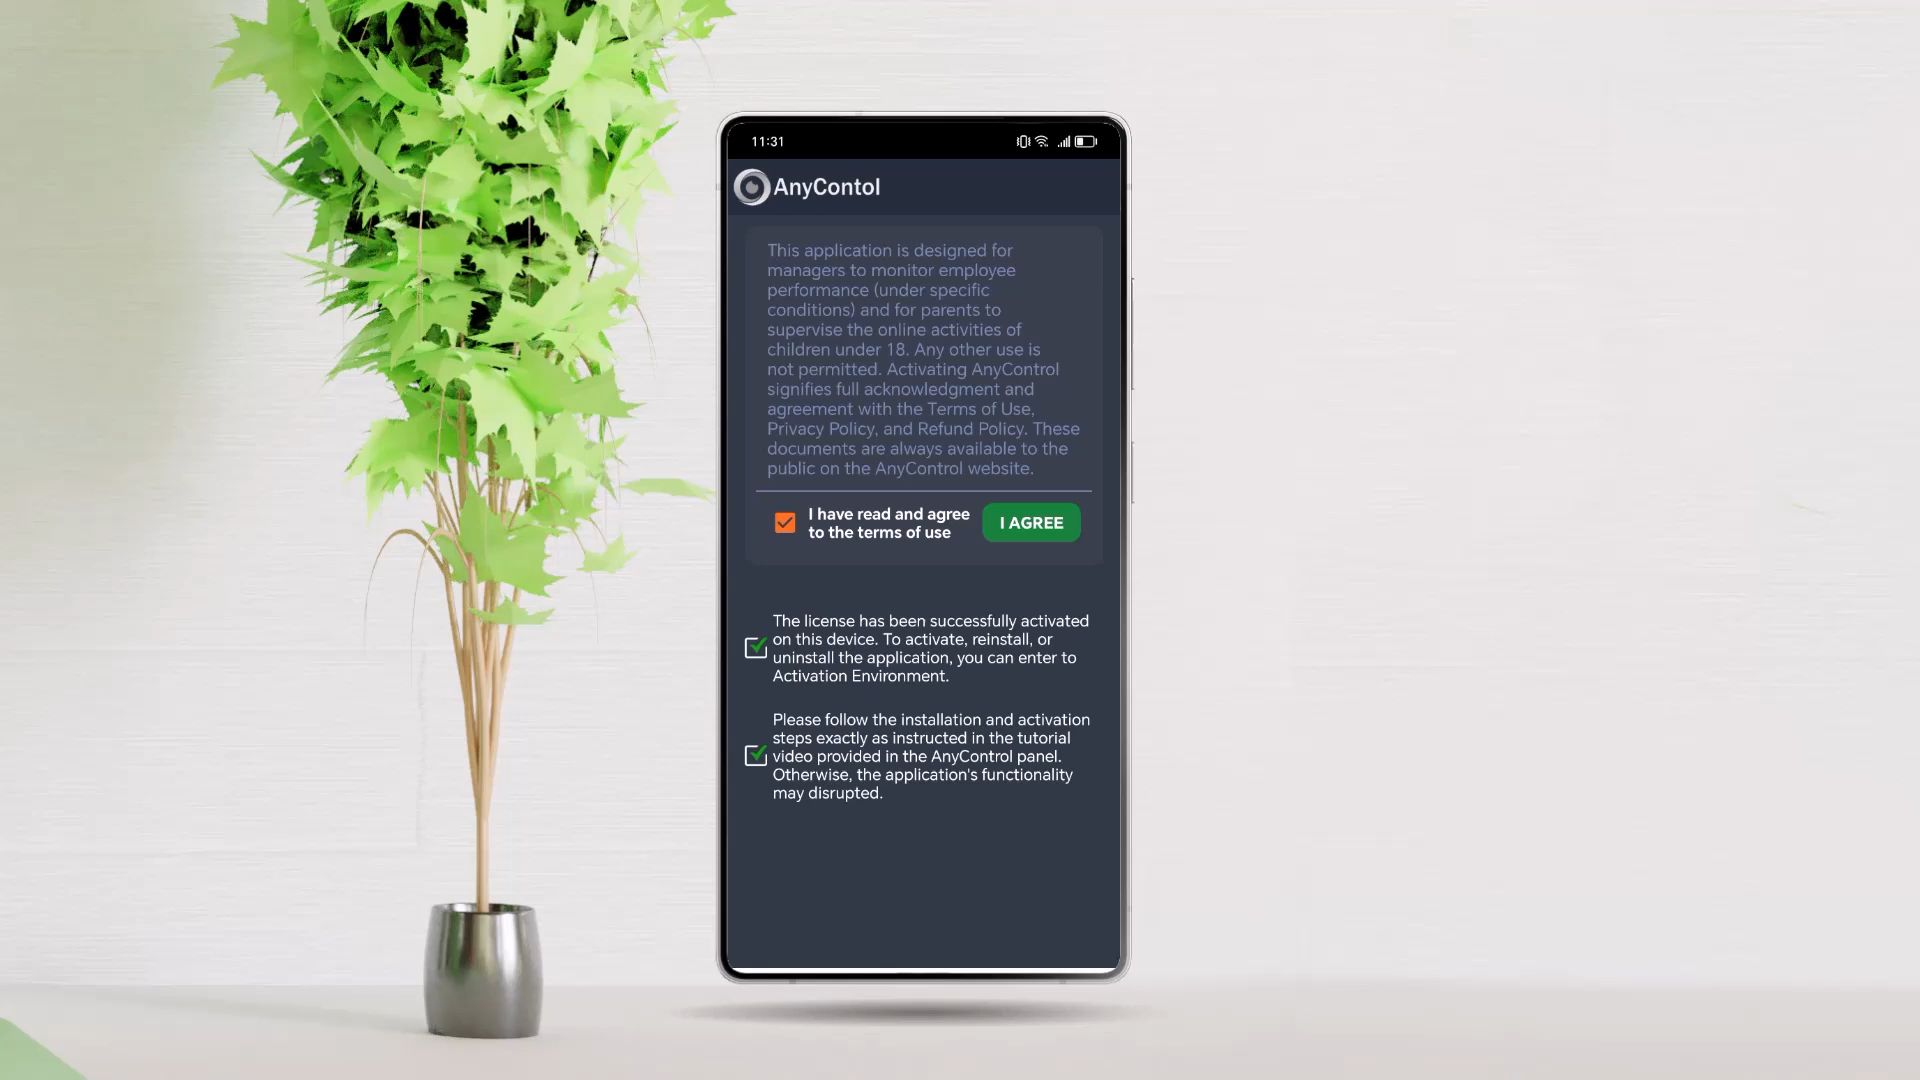 11:31
AnyContol
This application is designed for
managers to monitor employee
performance (under specific
conditions) and for parents to
supervise the online activities of
children under 18. Any other use is
not permitted. Activating AnyControl
signifies full acknowledgment and
agreement with the Terms of Use,
Privacy Policy, and Refund Policy. These
documents are always available to the
public on the AnyControl website.
I have read and agree
to the terms of use
I AGREE
The license has been successfully activated
on this device. To activate, reinstall, or
uninstall the application, you can enter to
Activation Environment.
Please follow the installation and activation
steps exactly as instructed in the tutorial
video provided in the AnyControl panel.
Otherwise, the application's functionality
may disrupted.